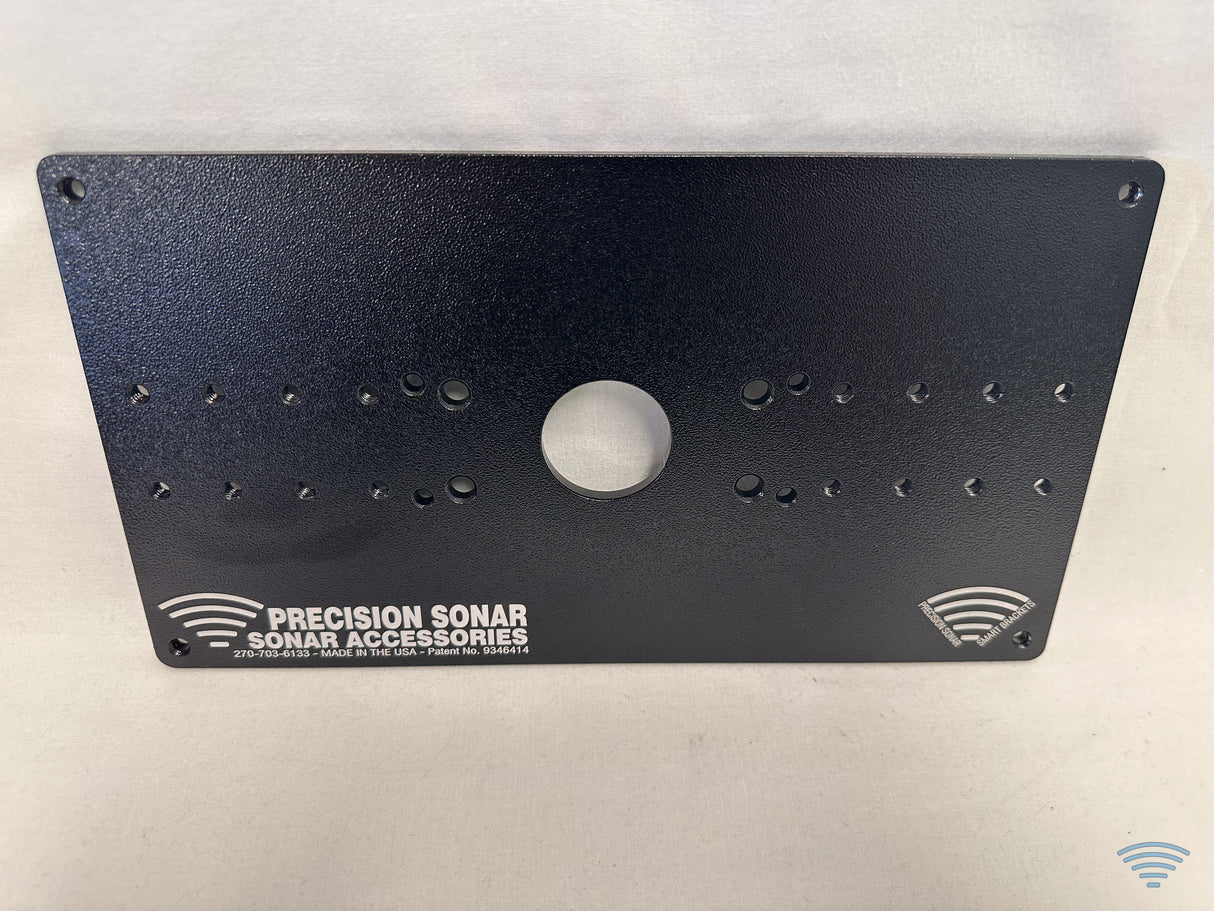 PRECISION SONAR
SONAR ACCESSORIES
270-703-6133 - MADE IN THE USA - Patent No. 9346414
PRECISION SONAR
SMART BRACKETS